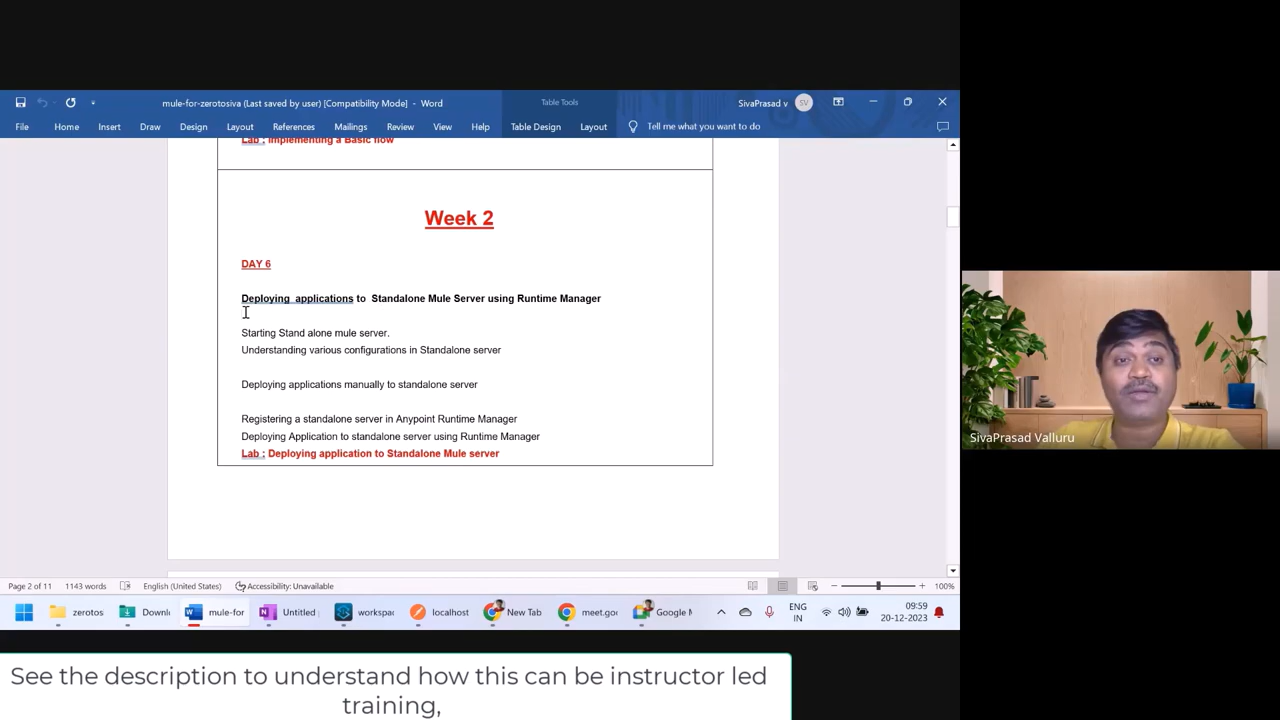 mule-for-zerotosiva (Last saved by user) [Compatibility Mode] - Word
Table Tools
SivaPrasad v
SV
File
Home
Insert
Draw
Design
Layout
References
Mailings
Review
View
Help
Table Design
Layout
Tell me what you want to do
Lab : Implementing a Basic flow
Week 2
DAY 6
Deploying applications to Standalone Mule Server using Runtime Manager
Starting Stand alone mule server.
Understanding various configurations in Standalone server
Deploying applications manually to standalone server
Registering a standalone server in Anypoint Runtime Manager
Deploying Application to standalone server using Runtime Manager
Lab : Deploying application to Standalone Mule server
SivaPrasad Valluru
Page 2 of 11
1143 words
English (United States)
Accessibility: Unavailable
100%
zerotos
Downl
mule-for
Untitled
workspac
localhost
New Tab
meet.goo
Google M
ENG
IN
09:59
20-12-2023
See the description to understand how this can be instructor led
training,